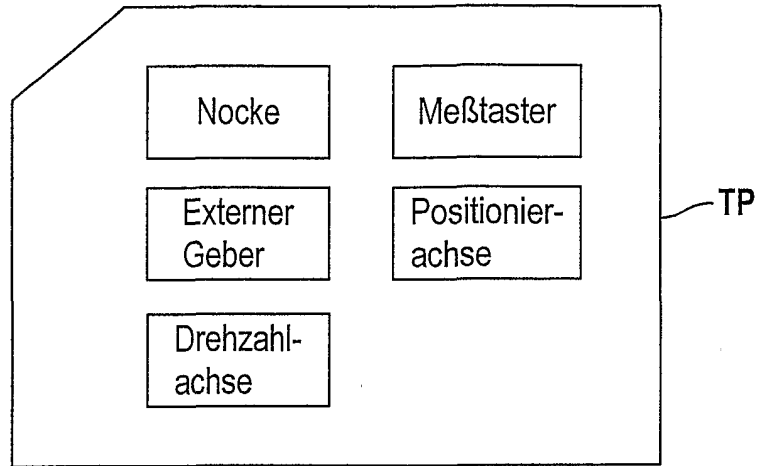 Nocke
Meßtaster
Externer
Geber
Positionier-
achse
TP
Drehzahl-
achse